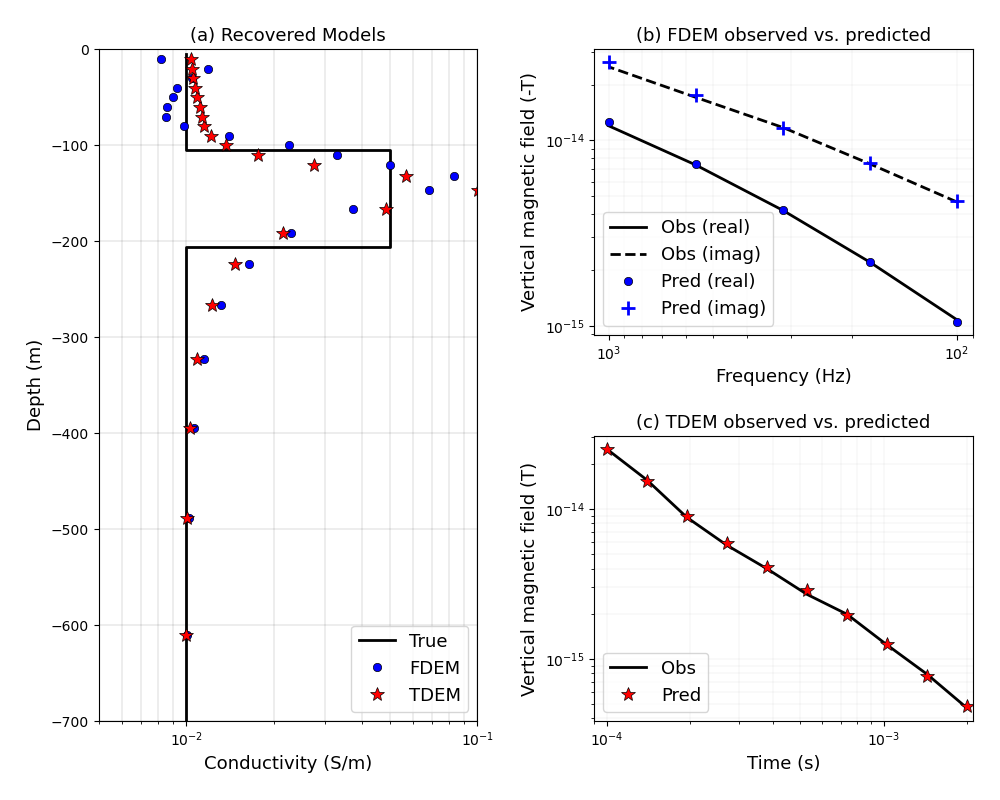 (a) Recovered Models
0
−100
−200
−300
−400
−500
−600
−700
Depth (m)
10⁻²
10⁻¹
Conductivity (S/m)
True
FDEM
TDEM
(b) FDEM observed vs. predicted
Vertical magnetic field (-T)
10⁻¹⁴
10⁻¹⁵
Obs (real)
Obs (imag)
Pred (real)
Pred (imag)
10³
10²
Frequency (Hz)
(c) TDEM observed vs. predicted
Vertical magnetic field (T)
10⁻¹⁴
10⁻¹⁵
Obs
Pred
10⁻⁴
10⁻³
Time (s)